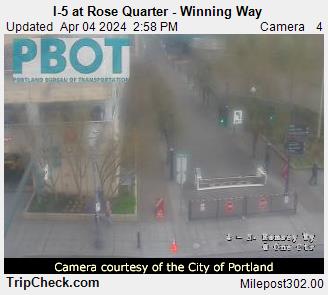 I-5 at Rose Quarter - Winning Way
Updated Apr 04 2024 2:58 PM Camera 4
PBOT
PORTLAND BUREAU OF TRANSPORTATION
Camera courtesy of the City of Portland
TripCheck.com Milepost302.00